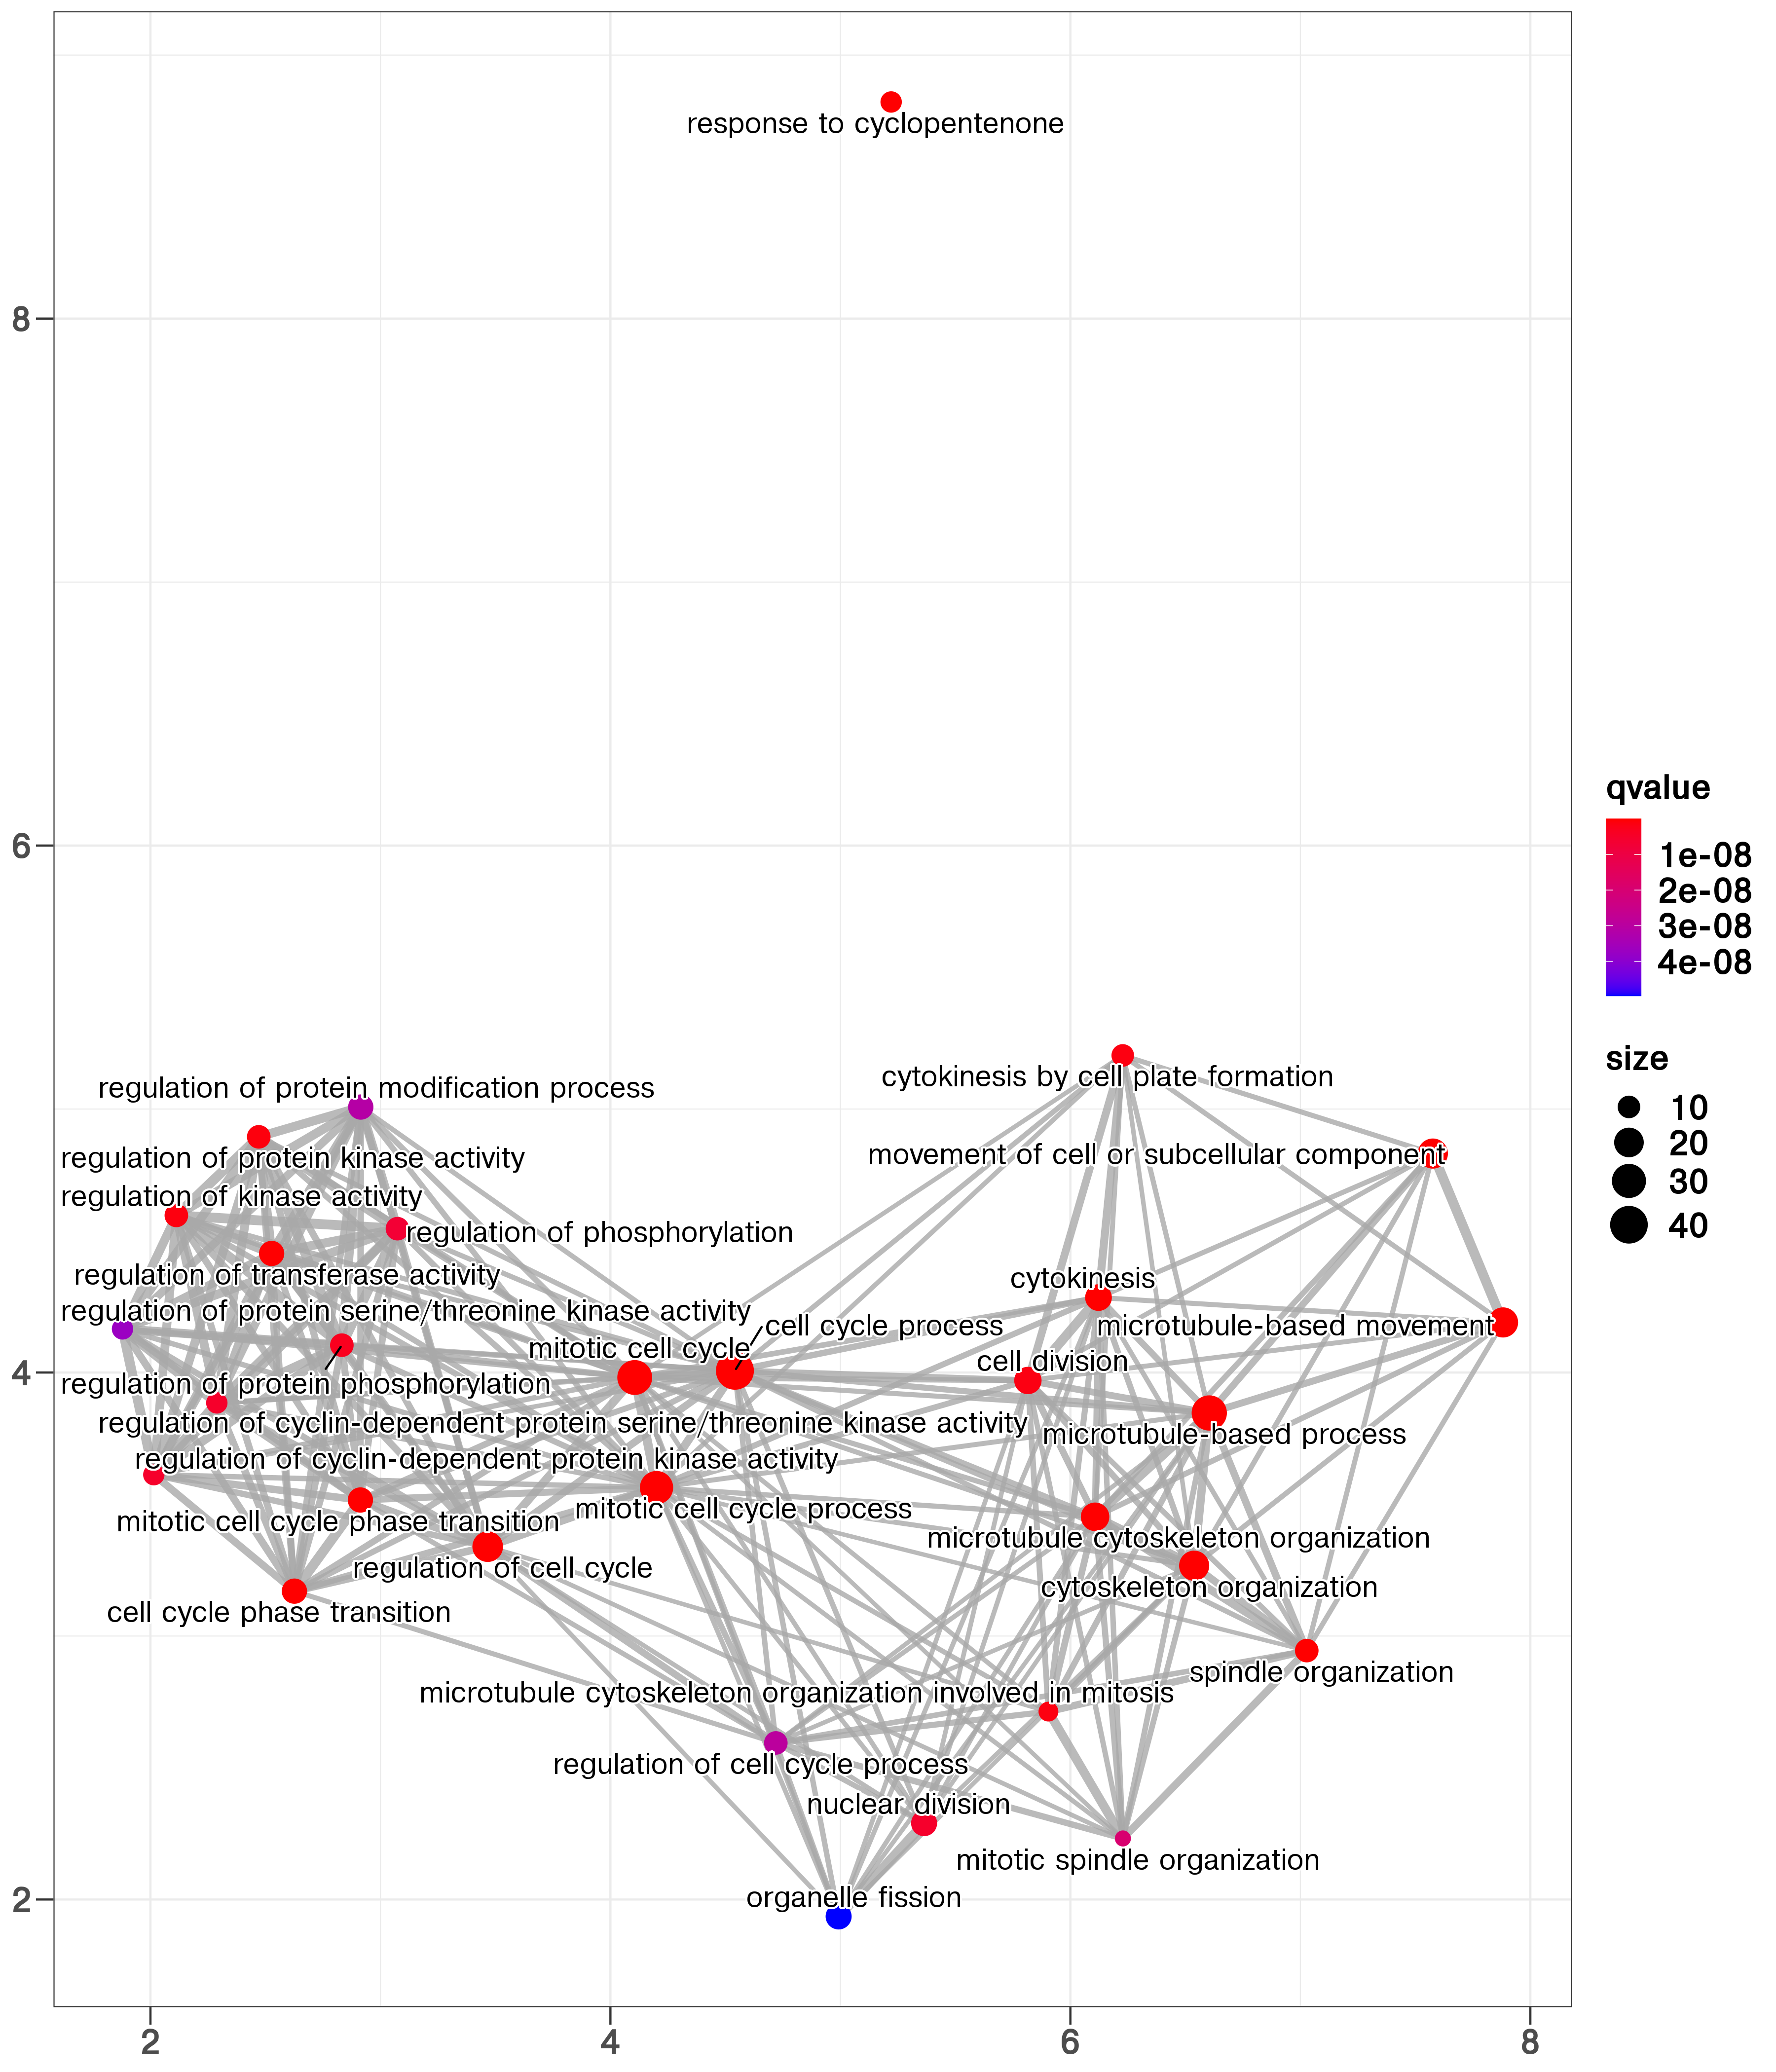 response to cyclopentenone
8
6
qvalue
1e-08
2e-08
3e-08
4e-08
size
10
20
30
40
cytokinesis by cell plate formation
regulation of protein modification process
movement of cell or subcellular component
regulation of protein kinase activity
regulation of kinase activity
regulation of phosphorylation
regulation of transferase activity
cytokinesis
regulation of protein serine/threonine kinase activity
cell cycle process
microtubule-based movement
mitotic cell cycle
cell division
4
regulation of protein phosphorylation
regulation of cyclin-dependent protein serine/threonine kinase activity
microtubule-based process
regulation of cyclin-dependent protein kinase activity
mitotic cell cycle process
mitotic cell cycle phase transition
microtubule cytoskeleton organization
regulation of cell cycle
cytoskeleton organization
cell cycle phase transition
spindle organization
microtubule cytoskeleton organization involved in mitosis
regulation of cell cycle process
nuclear division
mitotic spindle organization
organelle fission
2
2
4
6
8